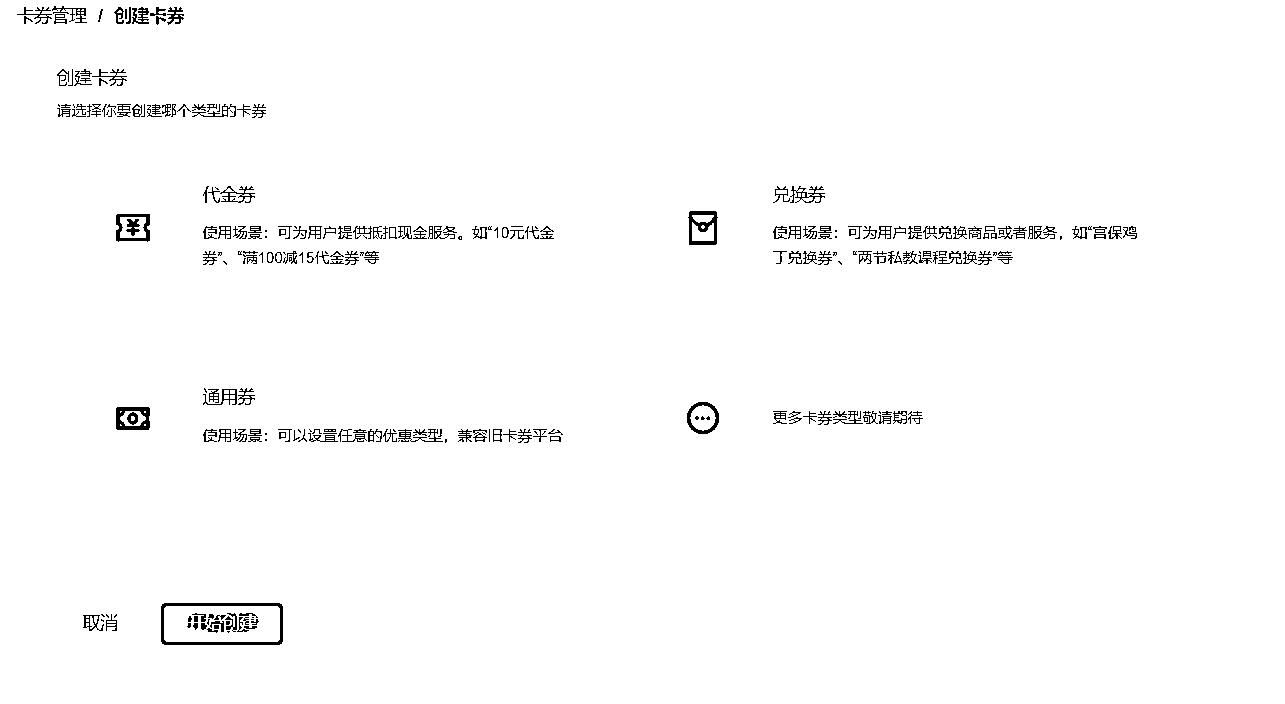 卡券管理 / 创建卡券
创建卡券
请选择你要创建哪个类型的卡券
代金券
使用场景：可为用户提供抵扣现金服务。如“10元代金
券”、“满100减15代金券”等
兑换券
使用场景：可为用户提供兑换商品或者服务，如“宫保鸡
丁兑换券”、“两节私教课程兑换券”等
通用券
使用场景：可以设置任意的优惠类型，兼容旧卡券平台
更多卡券类型敬请期待
取消
开始创建